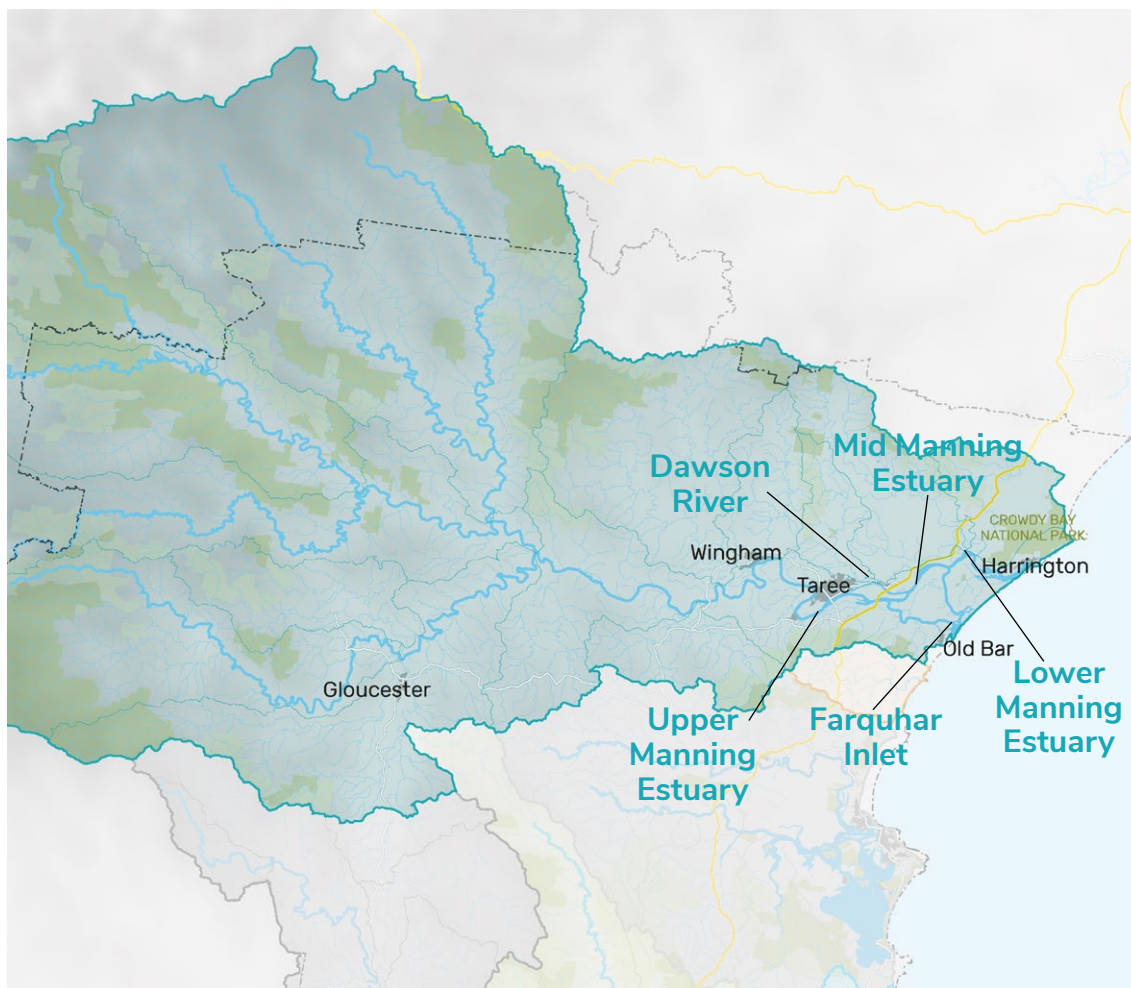 Mid Manning
Estuary
Dawson
River
CROWDY BAY
NATIONAL PARK
Wingham
Harrington
Taree
Old Bar
Lower
Manning
Estuary
Gloucester
Upper
Manning
Estuary
Farquhar
Inlet